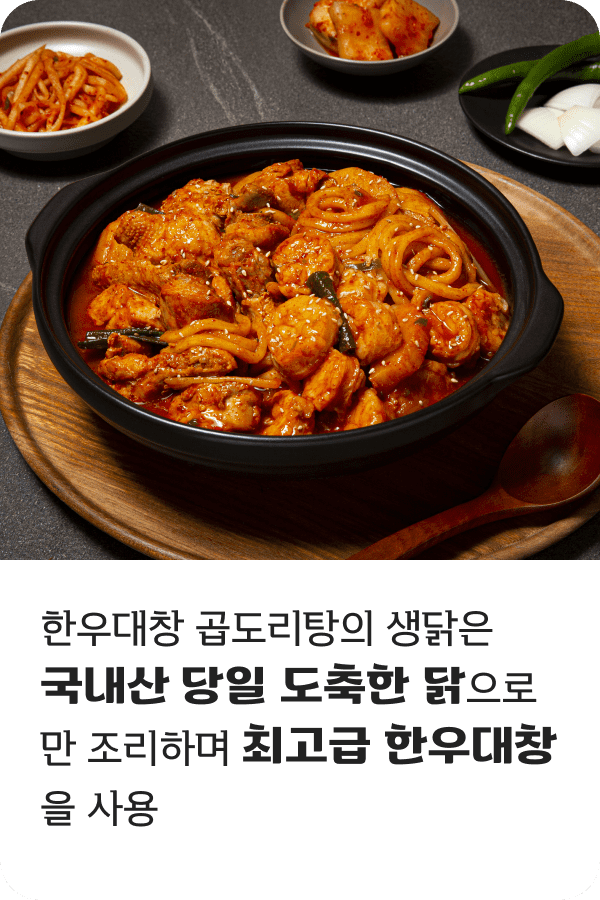 한우대창 곱도리탕의 생닭은
국내산 당일 도축한 닭으로
만 조리하며 최고급 한우대창
을 사용